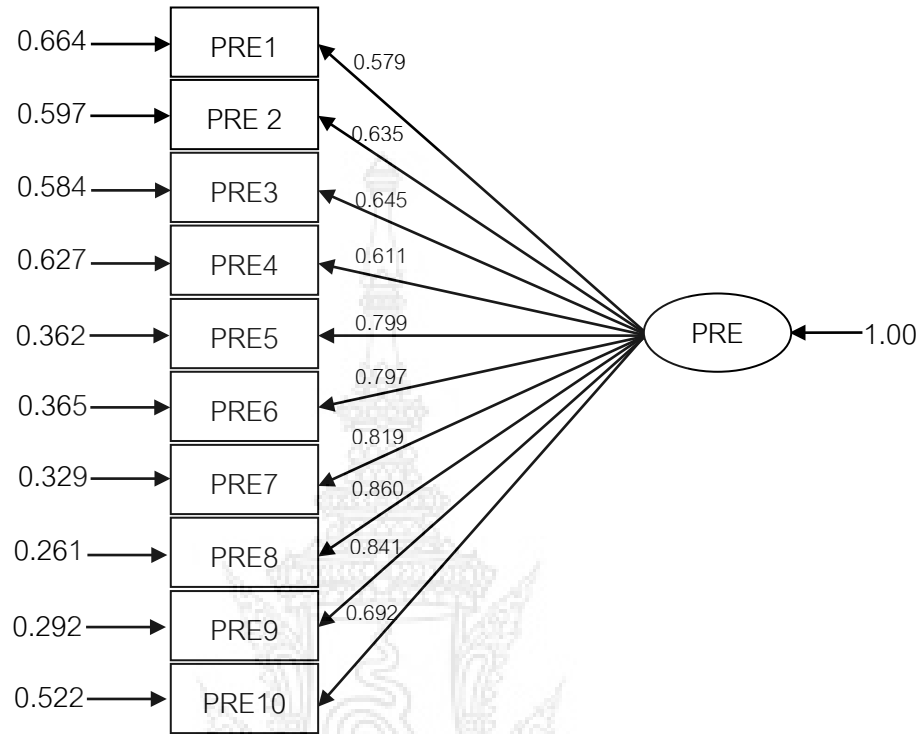 0.664 PRE1 0.579
0.597 PRE 2 0.635
0.584 PRE3 0.645
0.627 PRE4 0.611
0.362 PRE5 0.799 PRE 1.00
0.365 PRE6 0.797
0.329 PRE7 0.819
0.261 PRE8 0.860
0.292 PRE9 0.841
0.522 PRE10 0.692